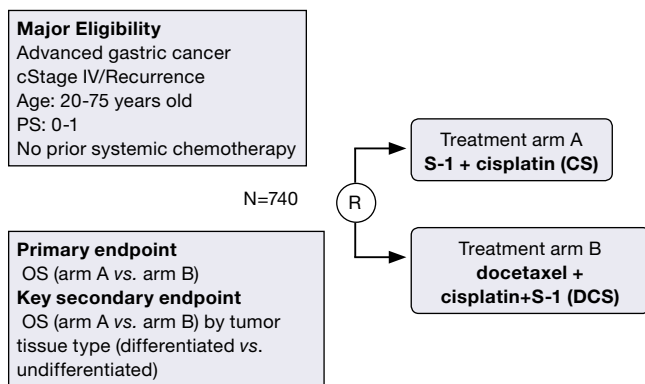 Major Eligibility
Advanced gastric cancer
cStage IV/Recurrence
Age: 20-75 years old
PS: 0-1
No prior systemic chemotherapy
N=740
R
Treatment arm A
S-1 + cisplatin (CS)
Treatment arm B
docetaxel +
cisplatin+S-1 (DCS)
Primary endpoint
OS (arm A vs. arm B)
Key secondary endpoint
OS (arm A vs. arm B) by tumor
tissue type (differentiated vs.
undifferentiated)